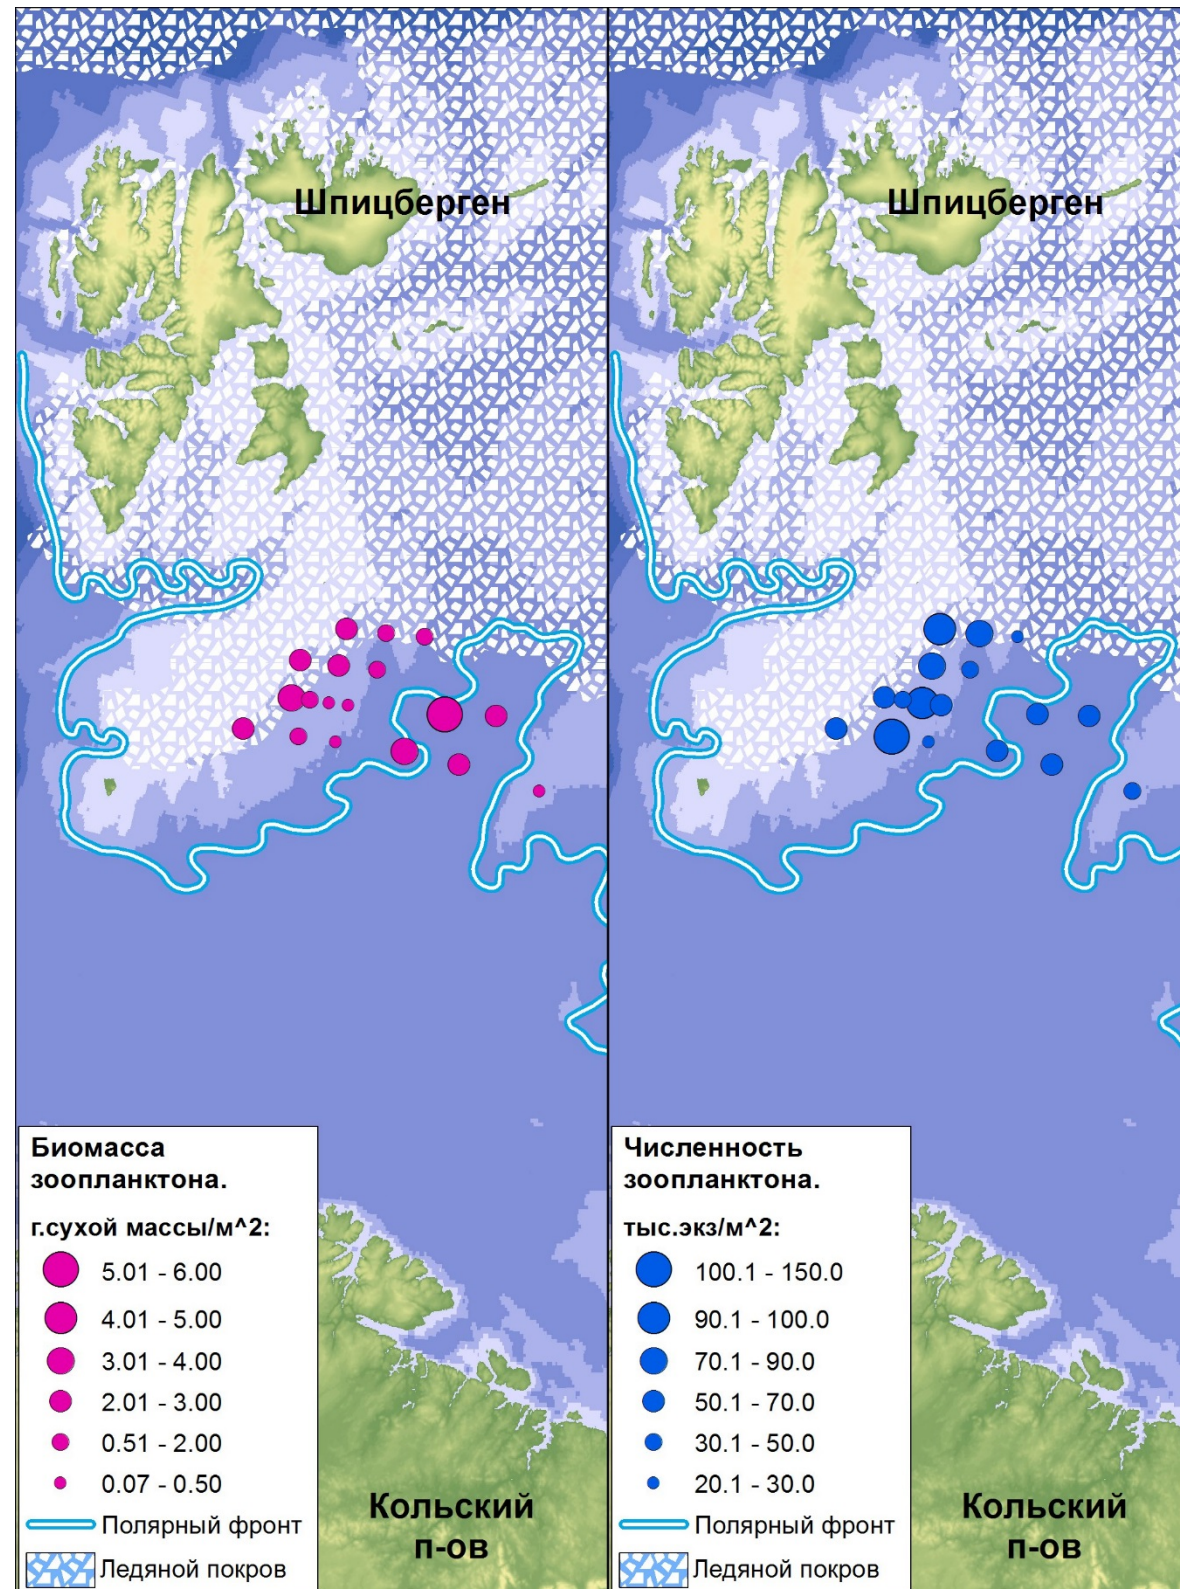 Шпицберген
Биомасса
зоопланктона.
г.сухой массы/м^2:
5.01 - 6.00
4.01 - 5.00
3.01 - 4.00
2.01 - 3.00
0.51 - 2.00
0.07 - 0.50
Полярный фронт
Ледяной покров
Кольский
п-ов
Шпицберген
Численность
зоопланктона.
тыс.экз/м^2:
100.1 - 150.0
90.1 - 100.0
70.1 - 90.0
50.1 - 70.0
30.1 - 50.0
20.1 - 30.0
Полярный фронт
Ледяной покров
Кольский
п-ов